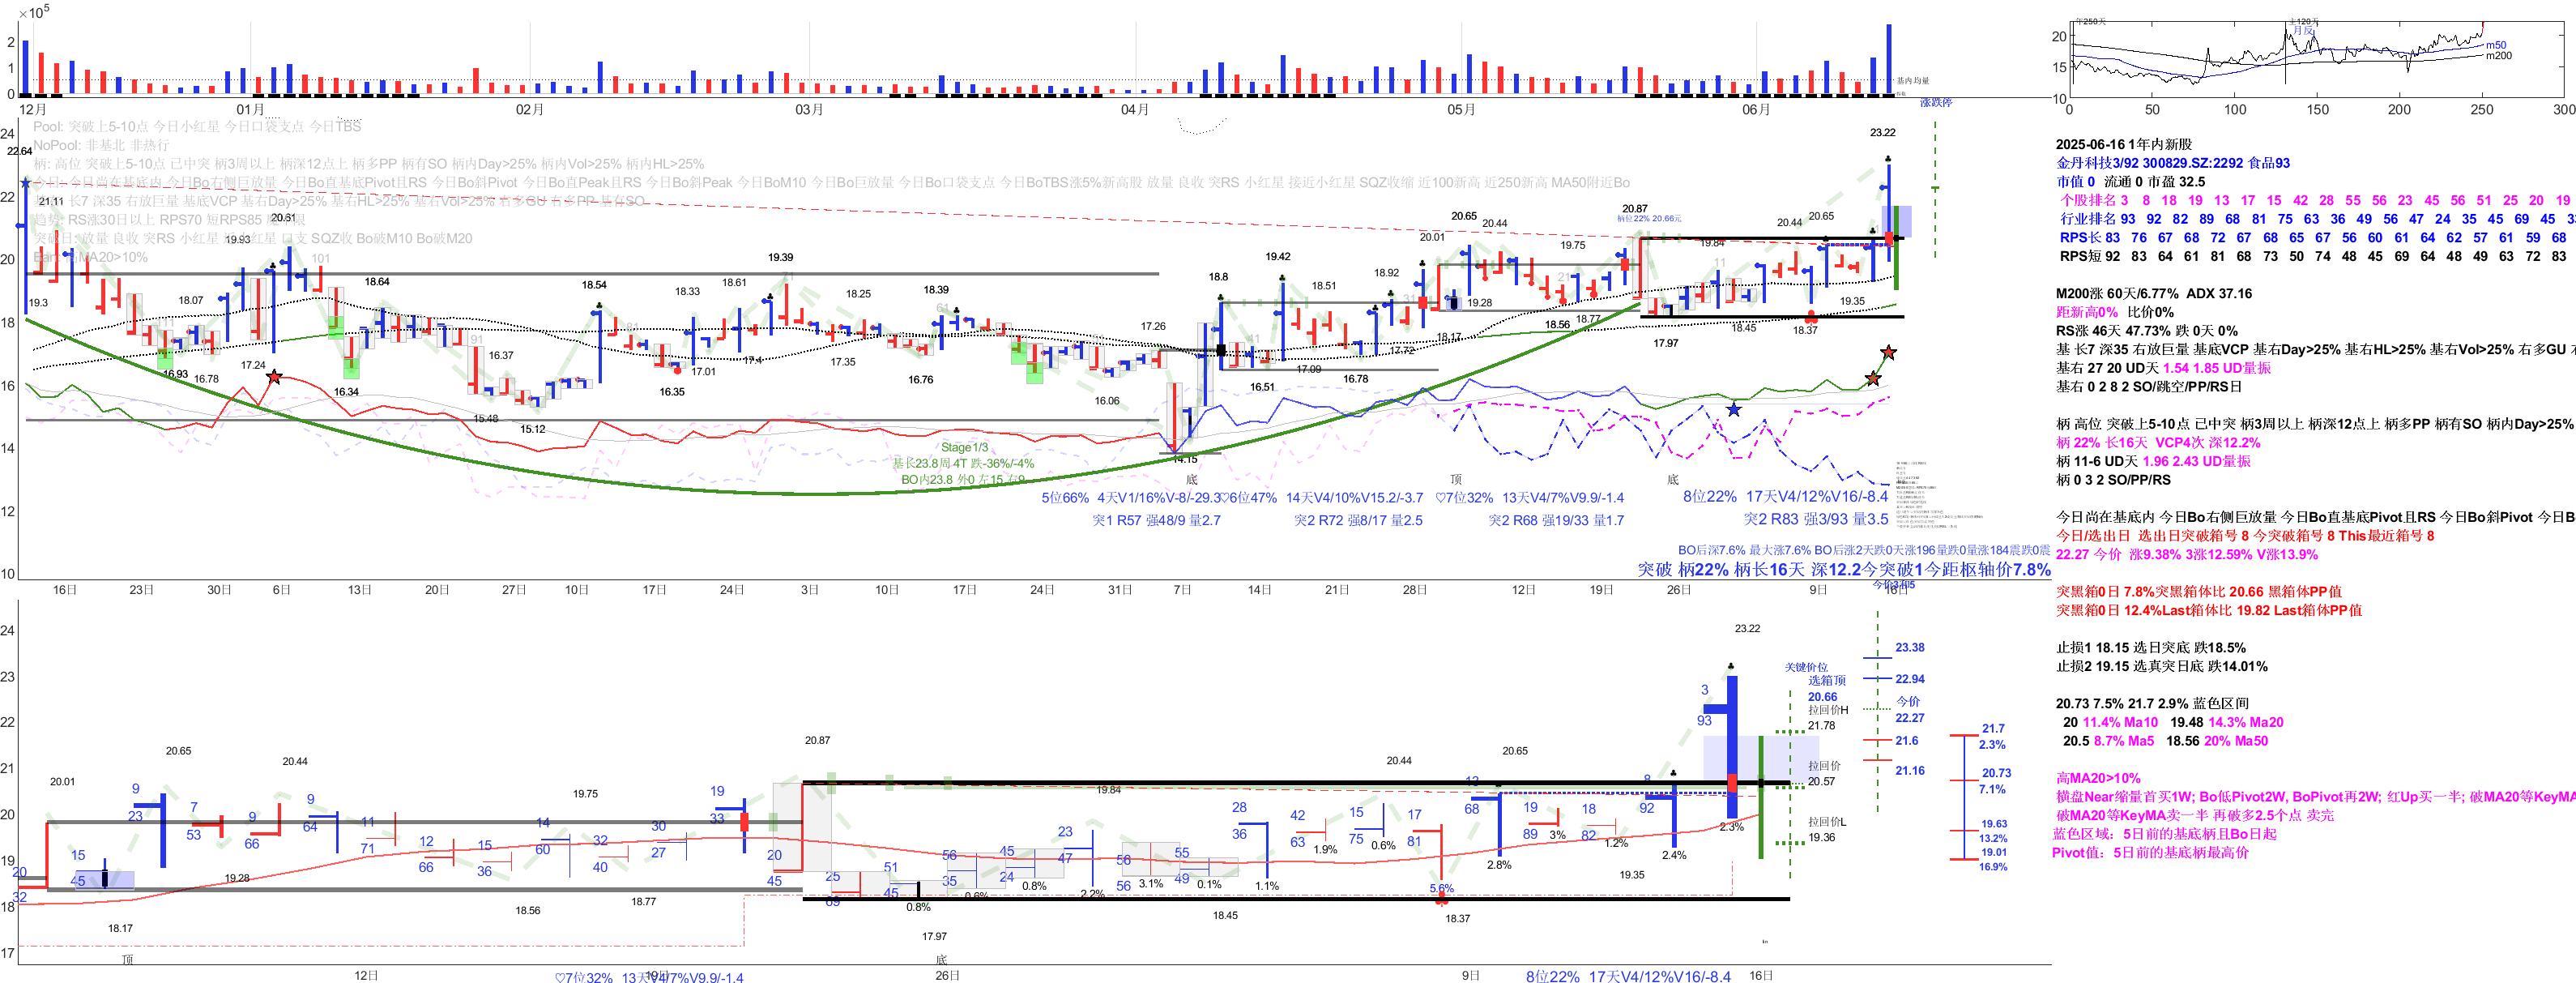 ×10⁵
2
1
0
12月 01月 02月 03月 04月 05月 06月
基内均量
涨跌停
Pool: 突破上5-10点 今日小红星 今日口袋支点 今日TBS
NoPool: 非基北 非热行
柄: 高位 突破上5-10点 己中突 柄3周以上 柄深12点上 柄多PP 柄有SO 柄内Day>25% 柄内Vol>25% 柄内HL>25%
今日: 今日尚在基底内 今日Bo右侧巨放量 今日Bo直基底Pivot且RS 今日Bo斜Pivot 今日Bo直Peak且RS 今日Bo斜Peak 今日BoM10 今日Bo巨放量 今日Bo口袋支点 今日BoTBS涨5%新高股 放量 良收 突RS 小红星 接近小红星 SQZ收缩 近100新高 近250新高 MA50附近Bo
长7 深35 右放巨量 基底VCP 基右Day>25% 基右HL>25% 基右Vol>25% 右多GU 右多PP 基有SO
RS涨30日以上 RPS70 短RPS85
突破日: 放量 良收 突RS 小红星 近小红星 口支 SQZ收 Bo破M10 Bo破M20
高MA20>10%
24
22
20
18
16
14
12
10
22.64
21.11
19.3
18.07
16.93
16.78
19.93
17.24
20.61
101
16.34
18.64
91
15.48
16.37
15.12
18.54
16.35
18.33
17.01
18.61
17.4
19.39
17.35
18.25
16.76
18.39
61
16.06
17.26
14.15
18.8
16.51
19.42
17.09
18.51
16.78
18.92
17.72
20.01
18.17
20.65
19.28
20.44
18.56
19.75
18.77
20.87
柄位22% 20.66元
17.97
19.84
18.45
11
20.44
18.37
20.65
19.35
23.22
Stage1/3
基长23.8周 4T 跌-36%/-4%
BO内23.8 外0 左15 右9
底 顶 底
5位66% 4天V1/16%V-8/-29.3
突1 R57 强48/9 量2.7
♡6位47% 14天V4/10%V15.2/-3.7
突2 R72 强8/17 量2.5
♡7位32% 13天V4/7%V9.9/-1.4
突2 R68 强19/33 量1.7
8位22% 17天V4/12%V16/-8.4
突2 R83 强3/93 量3.5
BO后深7.6% 最大涨7.6% BO后涨2天跌0天涨196量跌0量涨184震跌0震
突破 柄22% 柄长16天 深12.2今突破1今距枢轴价7.8%
16日 23日 30日 6日 13日 20日 27日 10日 17日 24日 3日 10日 17日 24日 31日 7日 14日 21日 28日 12日 19日 26日 9日 16日
24
23
22
21
20
19
18
17
20.01
20.65
20.44
19.75
20.87
19.84
20.44
20.65
23.22
18.17
19.28
18.56
18.77
17.97
18.45
18.37
19.35
20 32
15 45
9 23
7 53
9 66
9 64
11 71
12 66
15 36
14 60
32 40
30 27
19 33
20 45
25 69
51 45
56 35
45 24
23 47
56 56
55 49
28 36
42 63
15 75
17 81
13 68
19 89
18 82
8 92
3 93
0.8%
0.6%
0.8%
2.2%
3.1%
0.1%
1.1%
1.9%
0.6%
5.6%
2.8%
3%
1.2%
2.4%
2.3%
顶 底
12日 19日 26日 9日 16日
♡7位32% 13天V4/7%V9.9/-1.4
8位22% 17天V4/12%V16/-8.4
关键价位
选箱顶
20.66
拉回价H
21.78
拉回价
20.57
拉回价L
19.36
23.38
22.94
今价
22.27
21.6
21.16
21.7
2.3%
20.73
7.1%
19.63
13.2%
19.01
16.9%
年250天
主120天
月反
m50
m200
20
15
10
0 50 100 150 200 250 300
2025-06-16 1年内新股
金丹科技3/92 300829.SZ:2292 食品93
市值 0 流通 0 市盈 32.5
个股排名 3 8 18 19 13 17 15 42 28 55 56 23 45 56 51 25 20 19
行业排名 93 92 82 89 68 81 75 63 36 49 56 47 24 35 45 69 45
RPS长 83 76 67 68 72 67 68 65 67 56 60 61 64 62 57 61 59 68
RPS短 92 83 64 61 81 68 73 50 74 48 45 69 64 48 49 63 72 83
M200涨 60天/6.77% ADX 37.16
距新高0% 比价0%
RS涨 46天 47.73% 跌 0天 0%
基 长7 深35 右放巨量 基底VCP 基右Day>25% 基右HL>25% 基右Vol>25% 右多GU
基右 27 20 UD天 1.54 1.85 UD量振
基右 0 2 8 2 SO/跳空/PP/RS日
柄 高位 突破上5-10点 己中突 柄3周以上 柄深12点上 柄多PP 柄有SO 柄内Day>25%
柄 22% 长16天 VCP4次 深12.2%
柄 11-6 UD天 1.96 2.43 UD量振
柄 0 3 2 SO/PP/RS
今日尚在基底内 今日Bo右侧巨放量 今日Bo直基底Pivot且RS 今日Bo斜Pivot 今日B
今日/选出日 选出日突破箱号 8 今突破箱号 8 This最近箱号 8
22.27 今价 涨9.38% 3涨12.59% V涨13.9%
突黑箱0日 7.8%突黑箱体比 20.66 黑箱体PP值
突黑箱0日 12.4%Last箱体比 19.82 Last箱体PP值
止损1 18.15 选日突底 跌18.5%
止损2 19.15 选真突日底 跌14.01%
20.73 7.5% 21.7 2.9% 蓝色区间
20 11.4% Ma10 19.48 14.3% Ma20
20.5 8.7% Ma5 18.56 20% Ma50
高MA20>10%
横盘Near缩量首买1W; Bo低Pivot2W, BoPivot再2W; 红Up买一半; 破MA20等KeyMA
破MA20等KeyMA卖一半 再破多2.5个点 卖完
蓝色区域: 5日前的基底柄且Bo日起
Pivot值: 5日前的基底柄最高价